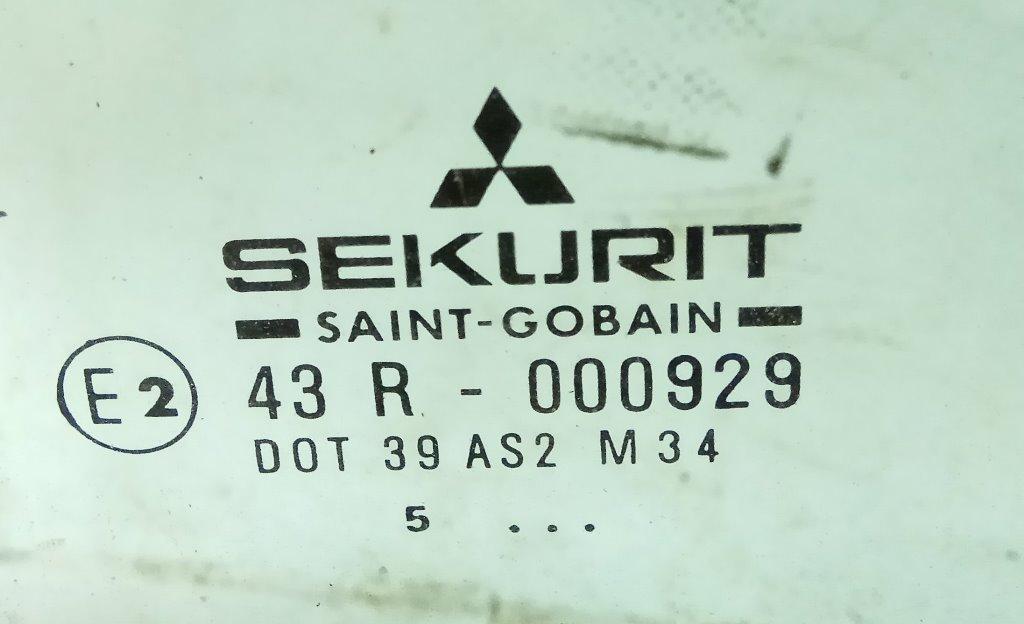 SEKURIT
SAINT-GOBAIN
E2 43 R - 000929
DOT 39 AS2 M34
5 ...